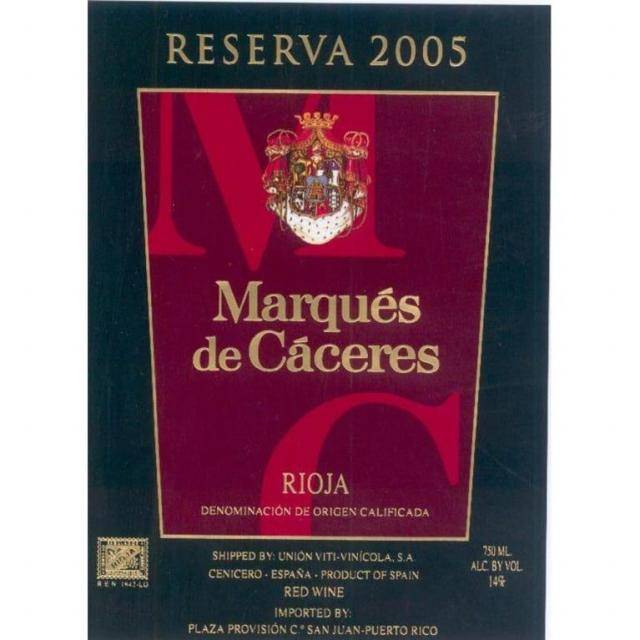 RESERVA 2005
M
Marqués
de Cáceres
C
RIOJA
DENOMINACIÓN DE ORIGEN CALIFICADA
SHIPPED BY: UNIÓN VITI-VINÍCOLA, S.A.
CENICERO - ESPAÑA - PRODUCT OF SPAIN
RED WINE
IMPORTED BY:
PLAZA PROVISIÓN C.º SAN JUAN-PUERTO RICO
750 ML.
ALC. BY VOL.
14%